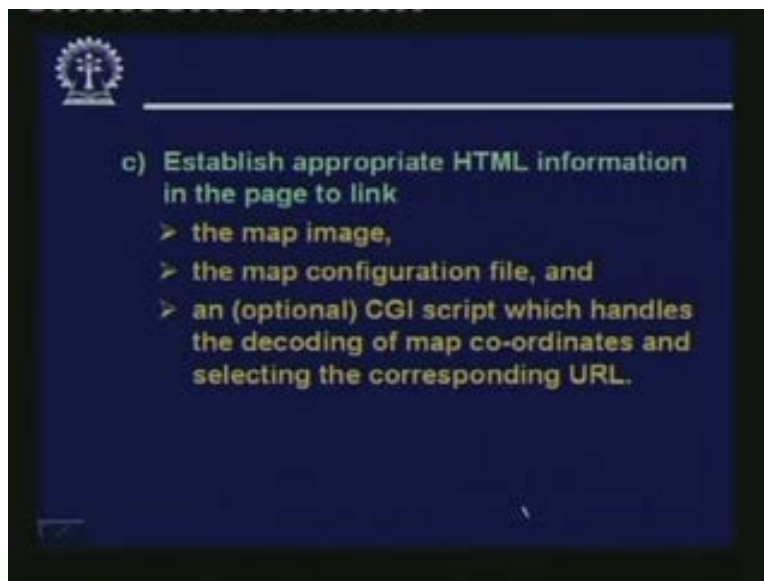 c) Establish appropriate HTML information
in the page to link
➢ the map image,
➢ the map configuration file, and
➢ an (optional) CGI script which handles
the decoding of map co-ordinates and
selecting the corresponding URL.